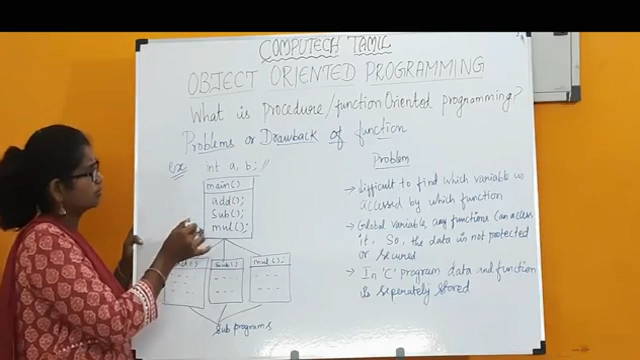 COMPUTECH TAMIL
OBJECT ORIENTED PROGRAMMING
What is Procedure/function Oriented programming?
Problems or Drawback of function
ex: int a, b; //
main()
add();
Sub();
mul();
Sub()
mul();
Sub programs
Problem
→ Difficult to find which variable is
accessed by which function
→ Global variable, any functions can access
it. So, the data is not protected
or secured
→ In 'C' program data and function
is seperately stored